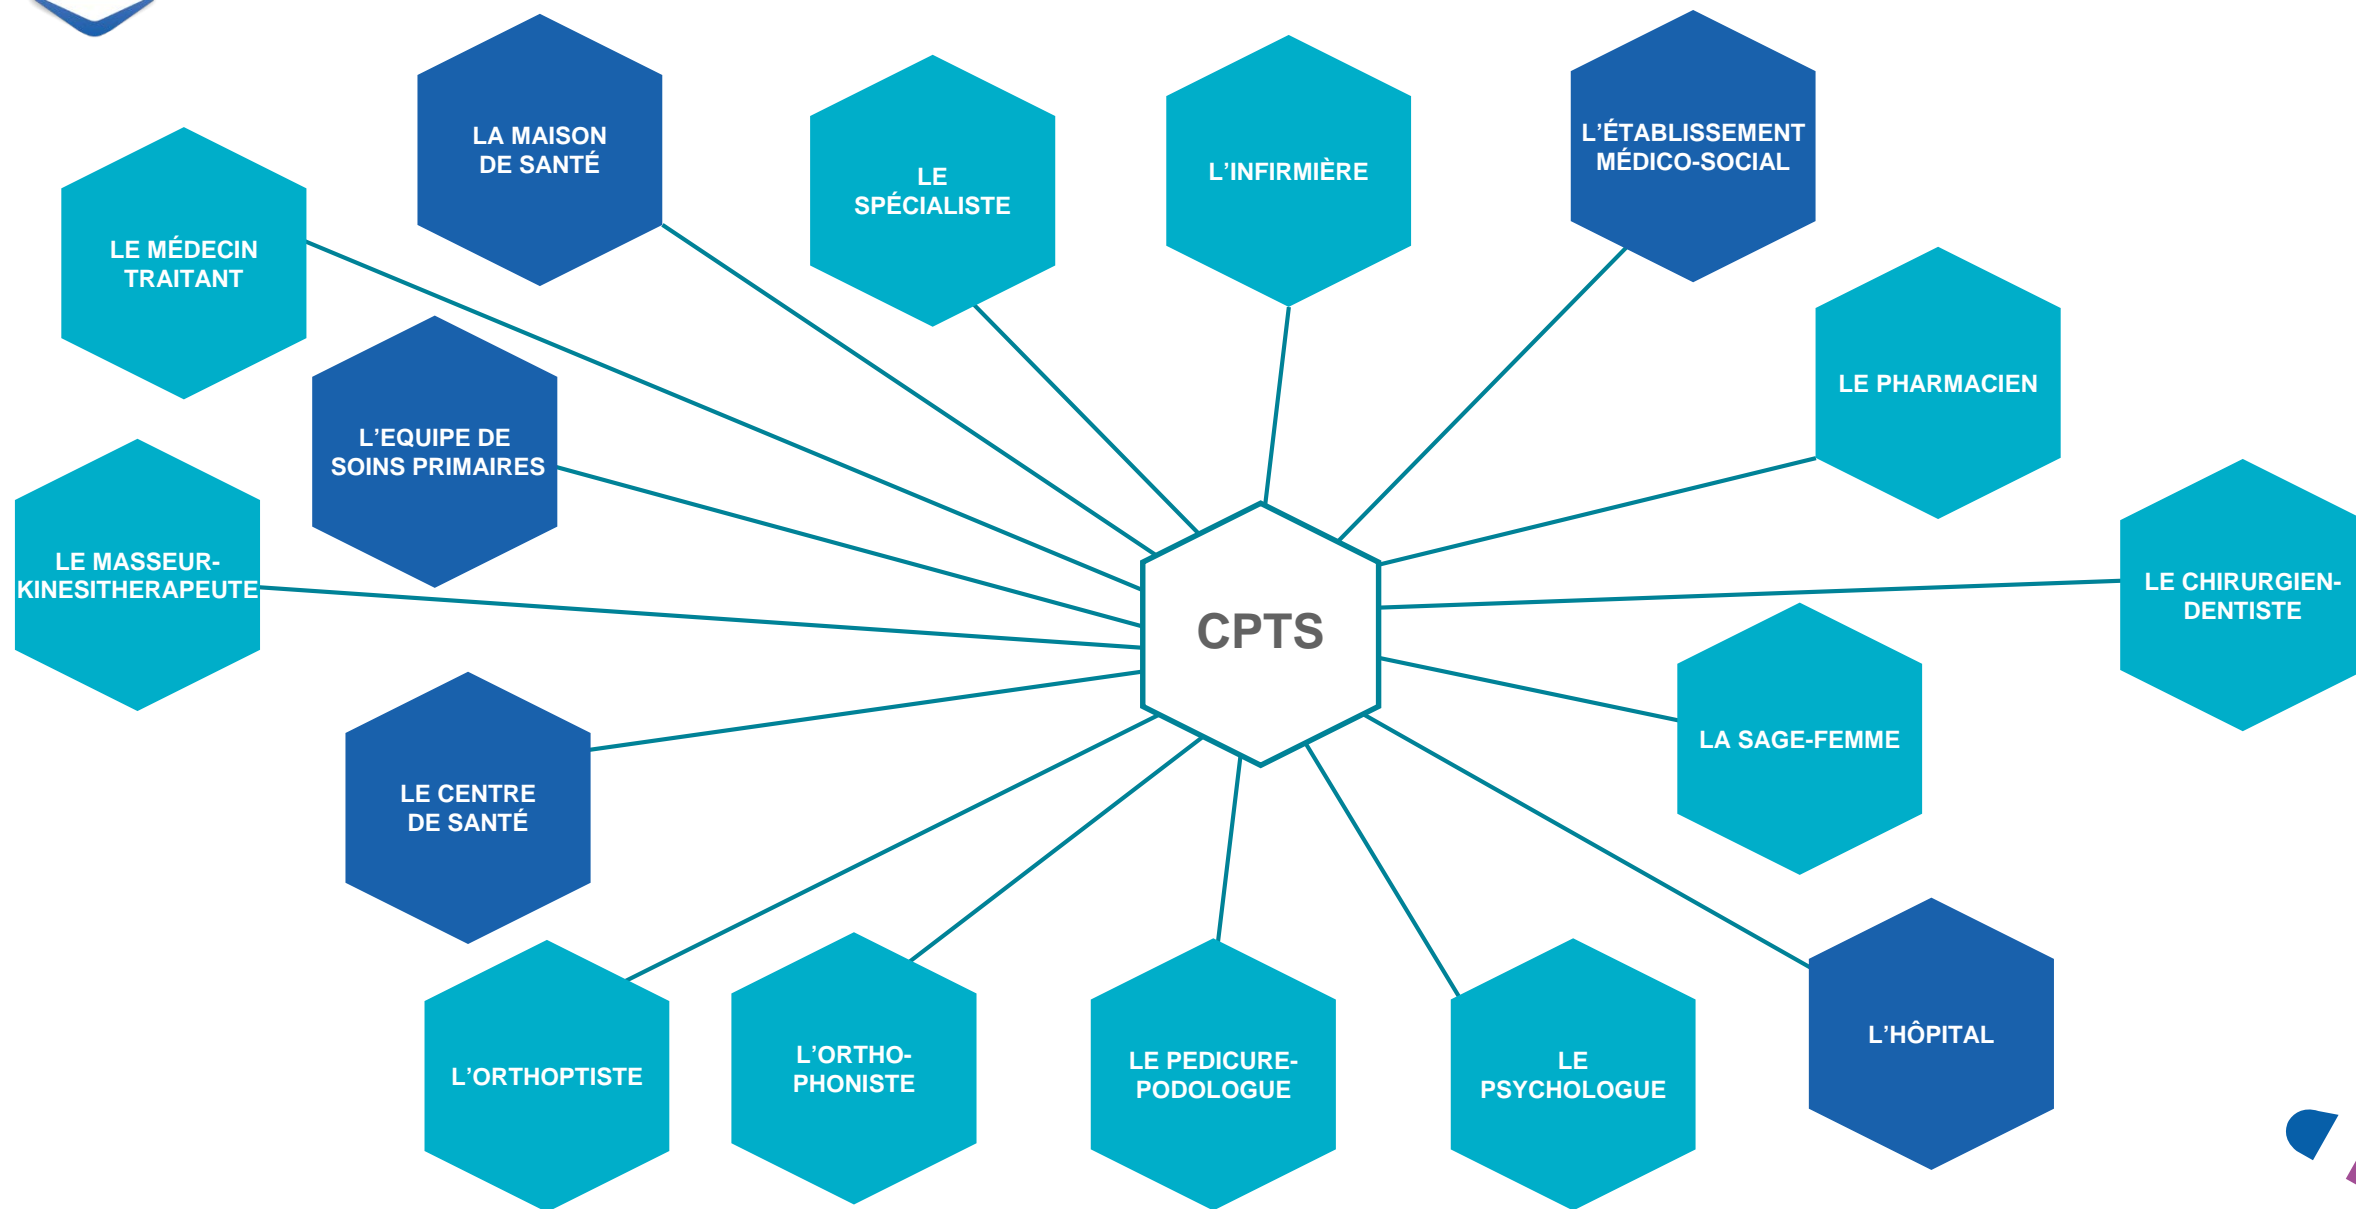 LA MAISON
DE SANTÉ
LE
SPÉCIALISTE
L’INFIRMIÈRE
L’ÉTABLISSEMENT
MÉDICO-SOCIAL
LE MÉDECIN
TRAITANT
LE PHARMACIEN
L’EQUIPE DE
SOINS PRIMAIRES
LE MASSEUR-
KINESITHERAPEUTE
LE CHIRURGIEN-
DENTISTE
CPTS
LA SAGE-FEMME
LE CENTRE
DE SANTÉ
L’HÔPITAL
L’ORTHOPTISTE
L’ORTHO-
PHONISTE
LE PEDICURE-
PODOLOGUE
LE
PSYCHOLOGUE